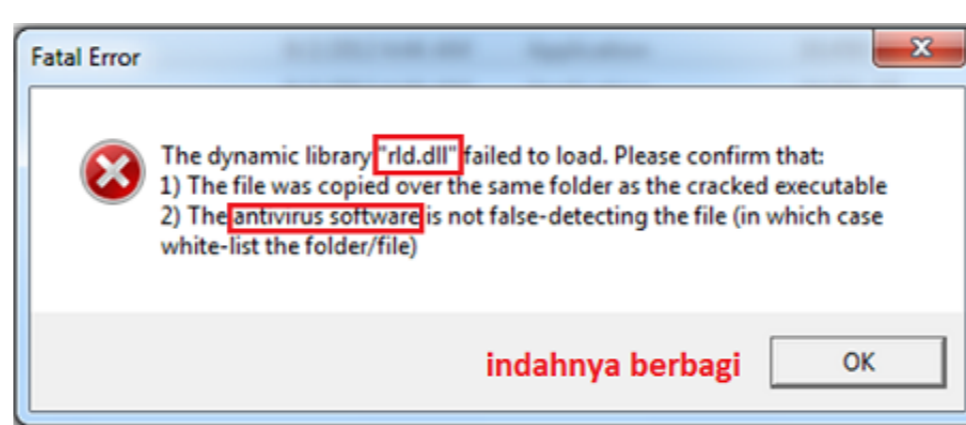 Fatal Error
The dynamic library "rld.dll" failed to load. Please confirm that:
1) The file was copied over the same folder as the cracked executable
2) The antivirus software is not false-detecting the file (in which case
white-list the folder/file)
indahnya berbagi
OK